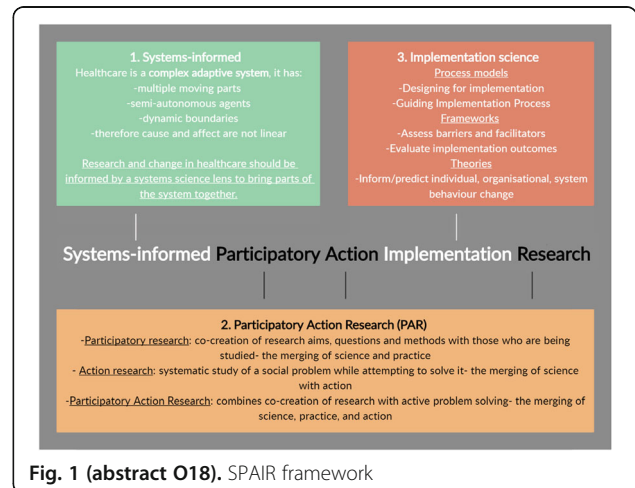 1. Systems-informed
Healthcare is a complex adaptive system, it has:
-multiple moving parts
-semi-autonomous agents
-dynamic boundaries
-therefore cause and affect are not linear
Research and change in healthcare should be
informed by a systems science lens to bring parts of
the system together.
3. Implementation science
Process models
-Designing for implementation
-Guiding Implementation Process
Frameworks
-Assess barriers and facilitators
-Evaluate implementation outcomes
Theories
-Inform/predict individual, organisational, system
behaviour change
Systems-informed Participatory Action Implementation Research
2. Participatory Action Research (PAR)
-Participatory research: co-creation of research aims, questions and methods with those who are being
studied- the merging of science and practice
- Action research: systematic study of a social problem while attempting to solve it- the merging of science
with action
-Participatory Action Research: combines co-creation of research with active problem solving- the merging of
science, practice, and action
Fig. 1 (abstract O18). SPAIR framework